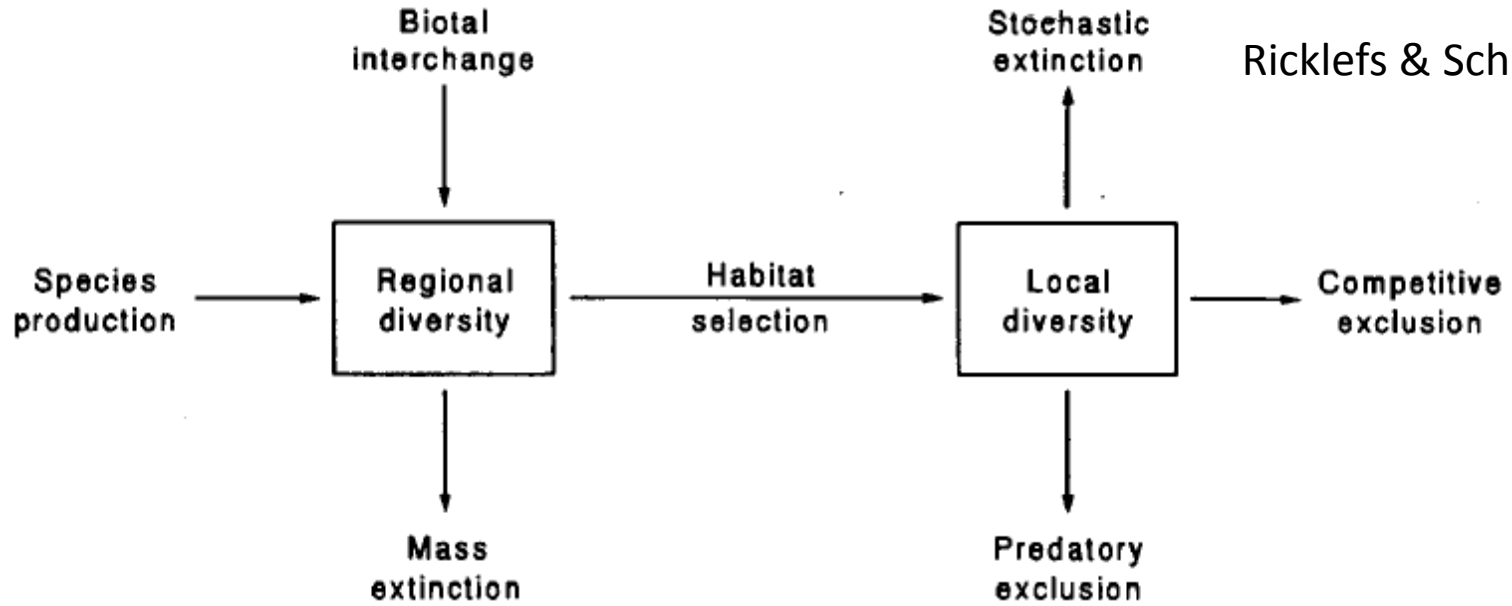 Biotal
interchange
Stochastic
extinction
Ricklefs & Sch
Species
production
Regional
diversity
Habitat
selection
Local
diversity
Competitive
exclusion
Mass
extinction
Predatory
exclusion